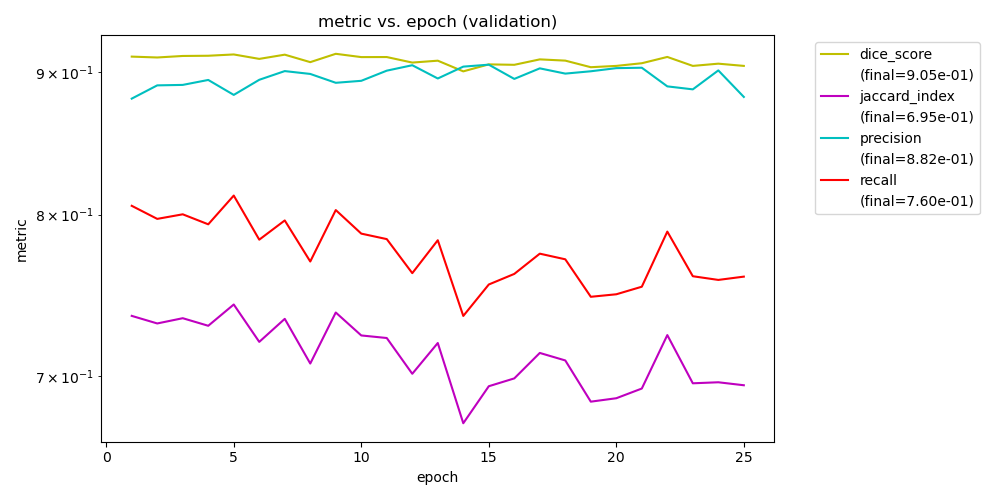 metric vs. epoch (validation)
metric
9 × 10⁻¹
8 × 10⁻¹
7 × 10⁻¹
0 5 10 15 20 25
epoch
dice_score
(final=9.05e-01)
jaccard_index
(final=6.95e-01)
precision
(final=8.82e-01)
recall
(final=7.60e-01)